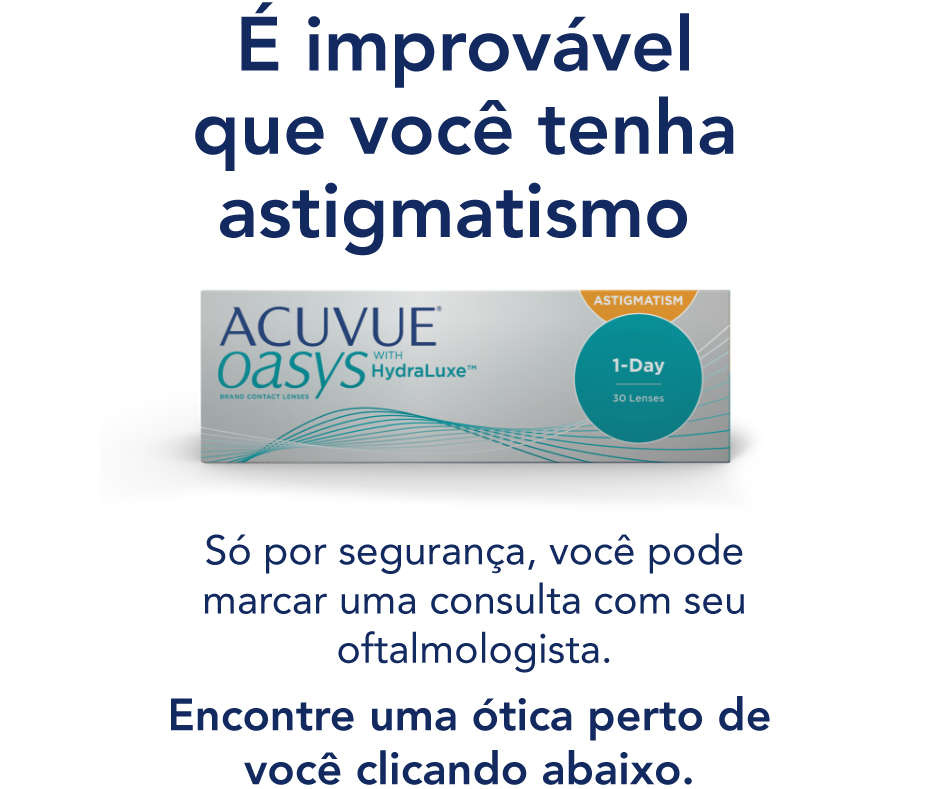 É improvável
que você tenha
astigmatismo
ASTIGMATISM
ACUVUE®
oasys WITH HydraLuxe™
BRAND CONTACT LENSES
1-Day
30 Lenses
Só por segurança, você pode
marcar uma consulta com seu
oftalmologista.
Encontre uma ótica perto de
você clicando abaixo.